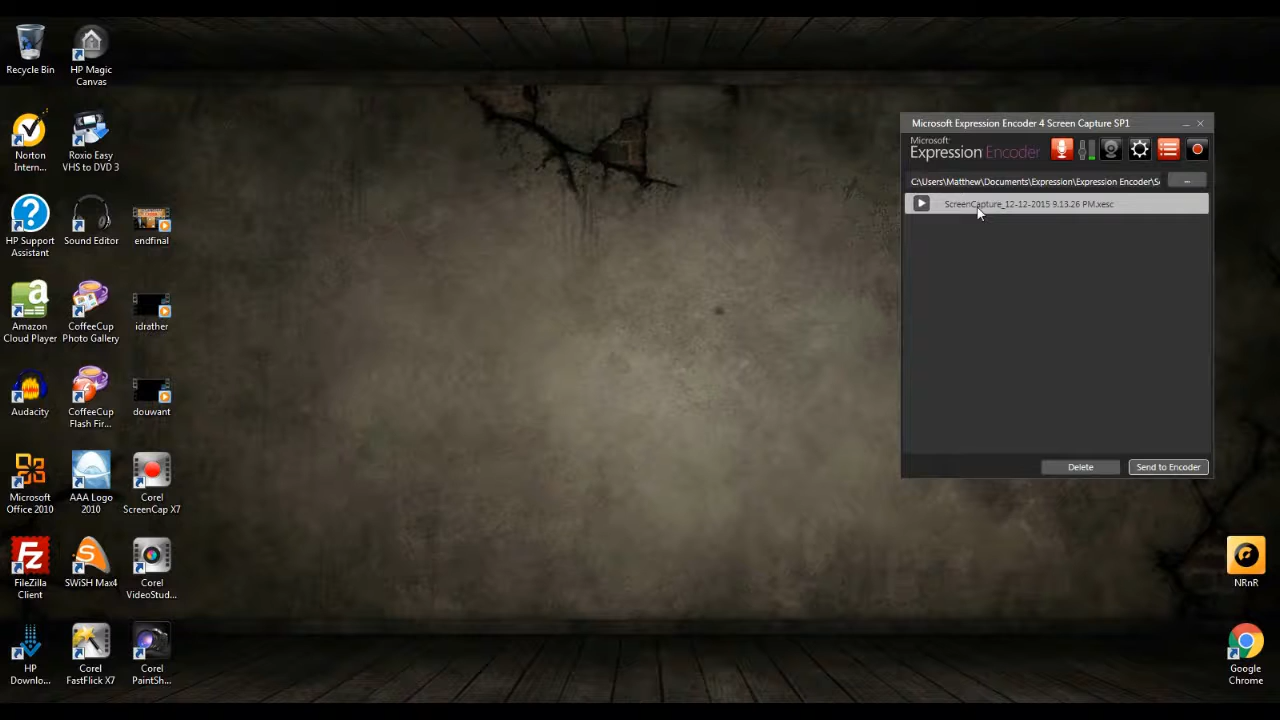 Recycle Bin
HP Magic
Canvas
Norton
Intern...
Roxio Easy
VHS to DVD 3
HP Support
Assistant
Sound Editor
endfinal
Amazon
Cloud Player
CoffeeCup
Photo Gallery
idrather
Audacity
CoffeeCup
Flash Fir...
douwant
Microsoft
Office 2010
AAA Logo
2010
Corel
ScreenCap X7
FileZilla
Client
SWiSH Max4
Corel
VideoStud...
HP
Downlo...
Corel
FastFlick X7
Corel
PaintSh...
Microsoft Expression Encoder 4 Screen Capture SP1
Microsoft
Expression Encoder
C:\Users\Matthew\Documents\Expression\Expression Encoder\S
...
ScreenCapture_12-12-2015 9.13.26 PM.xesc
Delete
Send to Encoder
NRnR
Google
Chrome